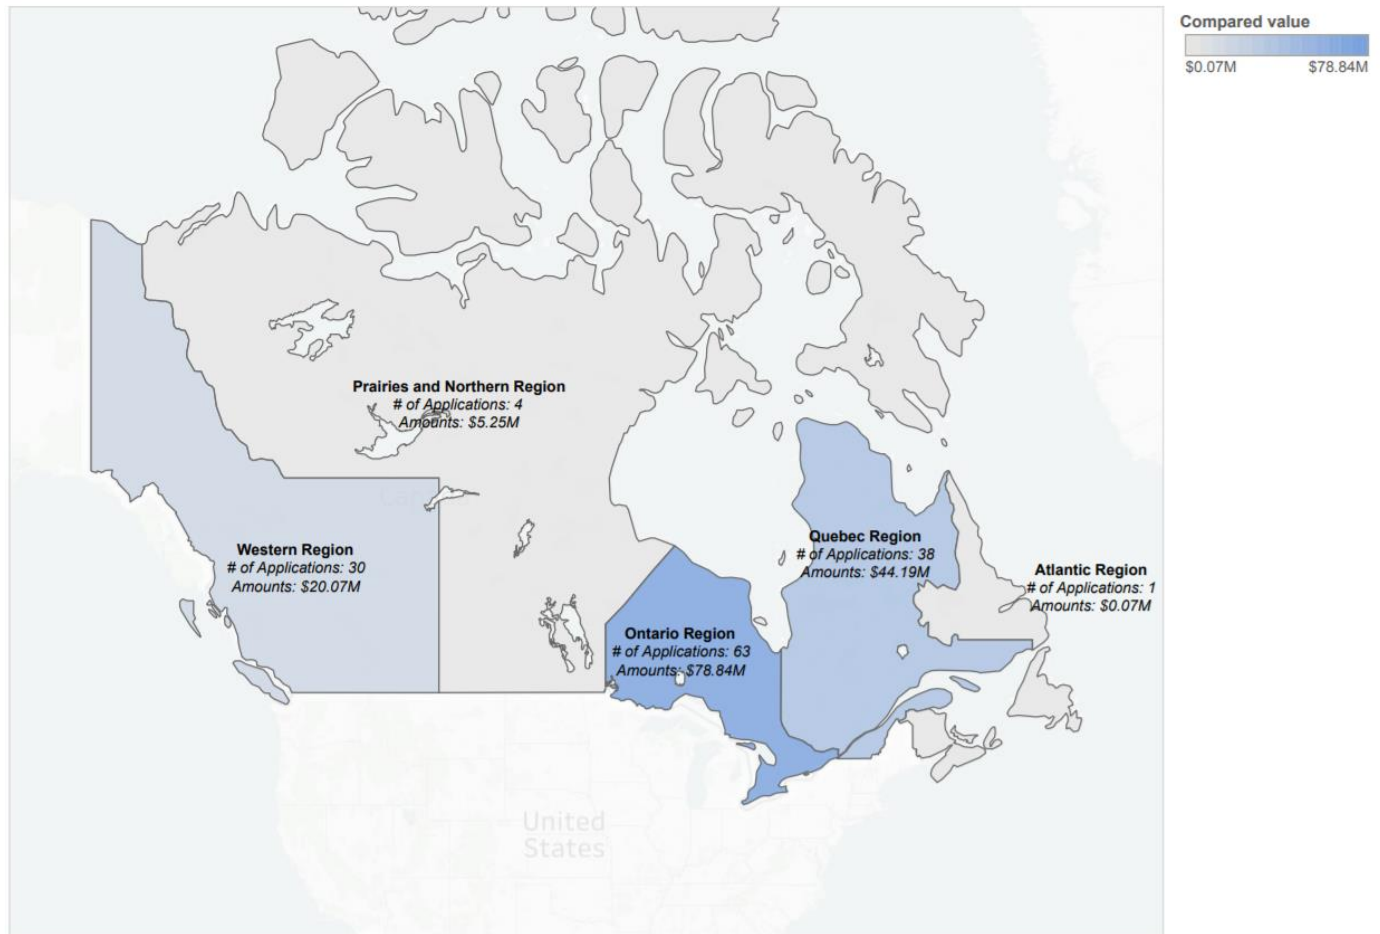 Compared value
$0.07M $78.84M
Prairies and Northern Region
# of Applications: 4
Amounts: $5.25M
Western Region
# of Applications: 30
Amounts: $20.07M
Quebec Region
# of Applications: 38
Amounts: $44.19M
Atlantic Region
# of Applications: 1
Amounts: $0.07M
Ontario Region
# of Applications: 63
Amounts: $78.84M
United
States